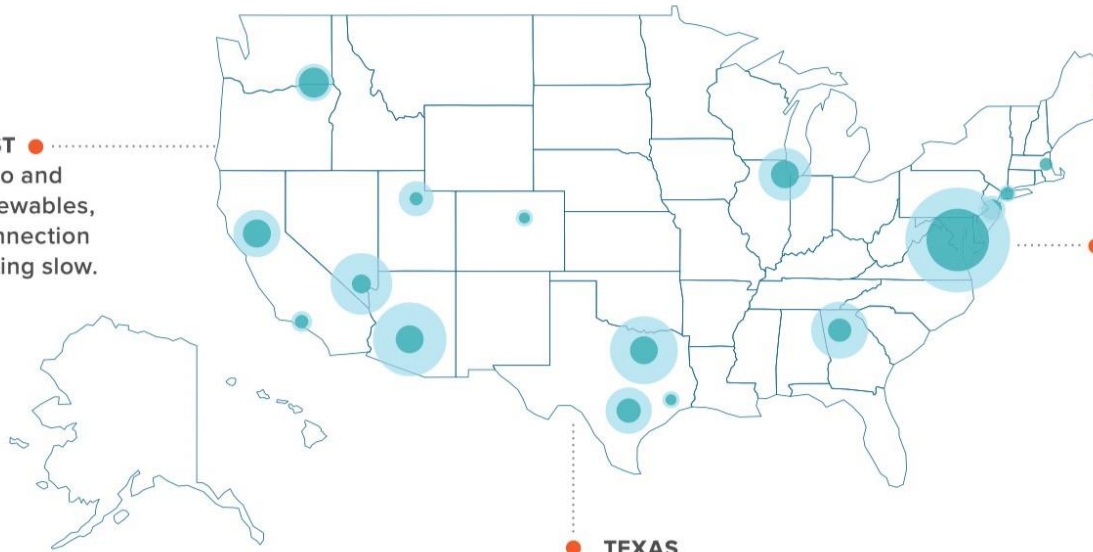 ST
o and
ewables,
nnection
ing slow.
TEXAS